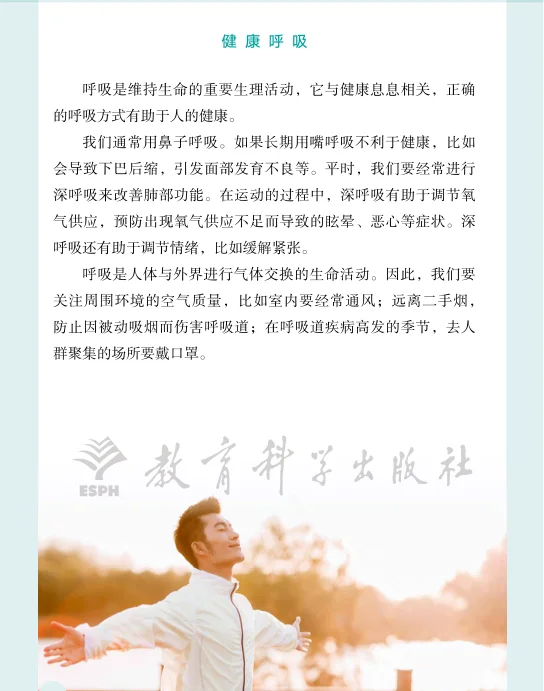 健康呼吸
呼吸是维持生命的重要生理活动，它与健康息息相关，正确
的呼吸方式有助于人的健康。
我们通常用鼻子呼吸。如果长期用嘴呼吸不利于健康，比如
会导致下巴后缩，引发面部发育不良等。平时，我们要经常进行
深呼吸来改善肺部功能。在运动的过程中，深呼吸有助于调节氧
气供应，预防出现氧气供应不足而导致的眩晕、恶心等症状。深
呼吸还有助于调节情绪，比如缓解紧张。
呼吸是人体与外界进行气体交换的生命活动。因此，我们要
关注周围环境的空气质量，比如室内要经常通风；远离二手烟，
防止因被动吸烟而伤害呼吸道；在呼吸道疾病高发的季节，去人
群聚集的场所要戴口罩。
ESPH 教育科学出版社